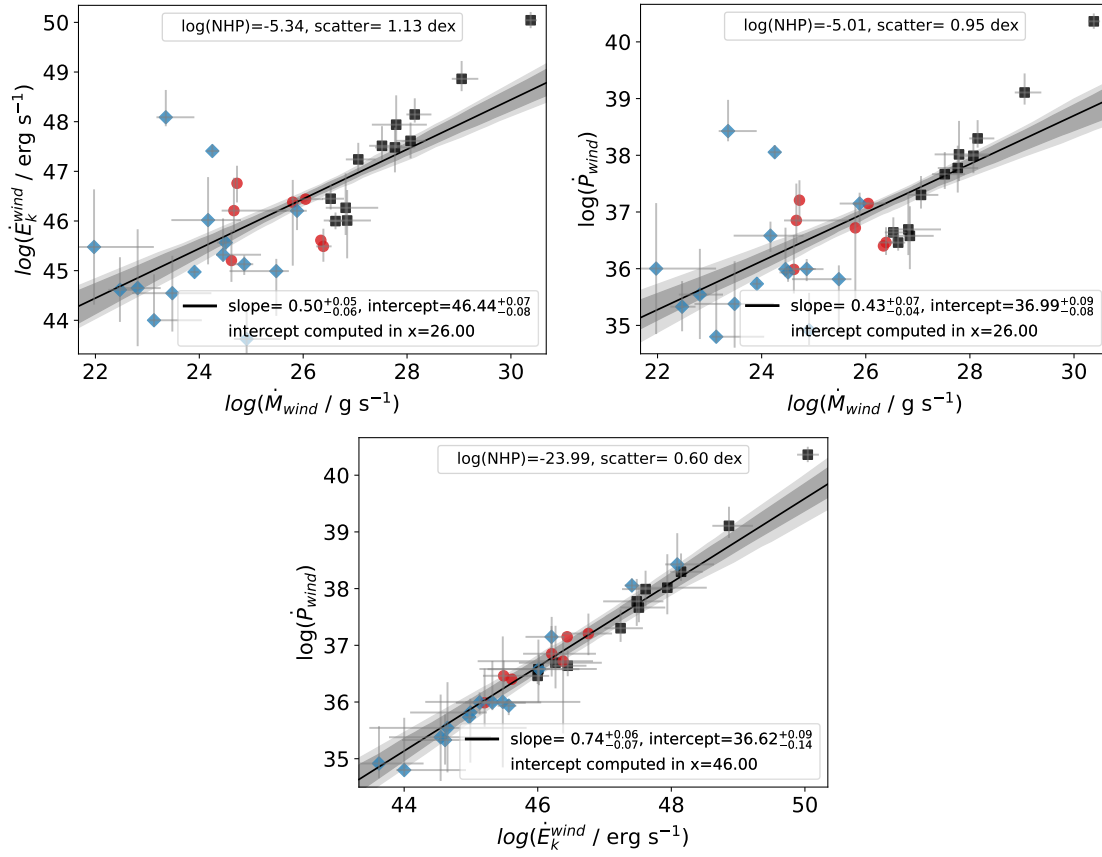 log(NHP)=-5.34, scatter= 1.13 dex
50
49
48
47
46
45
44
log(Ė_k^wind / erg s⁻¹)
slope= 0.50^{+0.05}_{-0.06}, intercept=46.44^{+0.07}_{-0.08}
intercept computed in x=26.00
22 24 26 28 30
log(Ṁ_wind / g s⁻¹)
log(NHP)=-5.01, scatter= 0.95 dex
40
39
38
37
36
35
log(Ṗ_wind)
slope= 0.43^{+0.07}_{-0.04}, intercept=36.99^{+0.09}_{-0.08}
intercept computed in x=26.00
22 24 26 28 30
log(Ṁ_wind / g s⁻¹)
log(NHP)=-23.99, scatter= 0.60 dex
40
39
38
37
36
35
log(Ṗ_wind)
slope= 0.74^{+0.06}_{-0.07}, intercept=36.62^{+0.09}_{-0.14}
intercept computed in x=46.00
44 46 48 50
log(Ė_k^wind / erg s⁻¹)